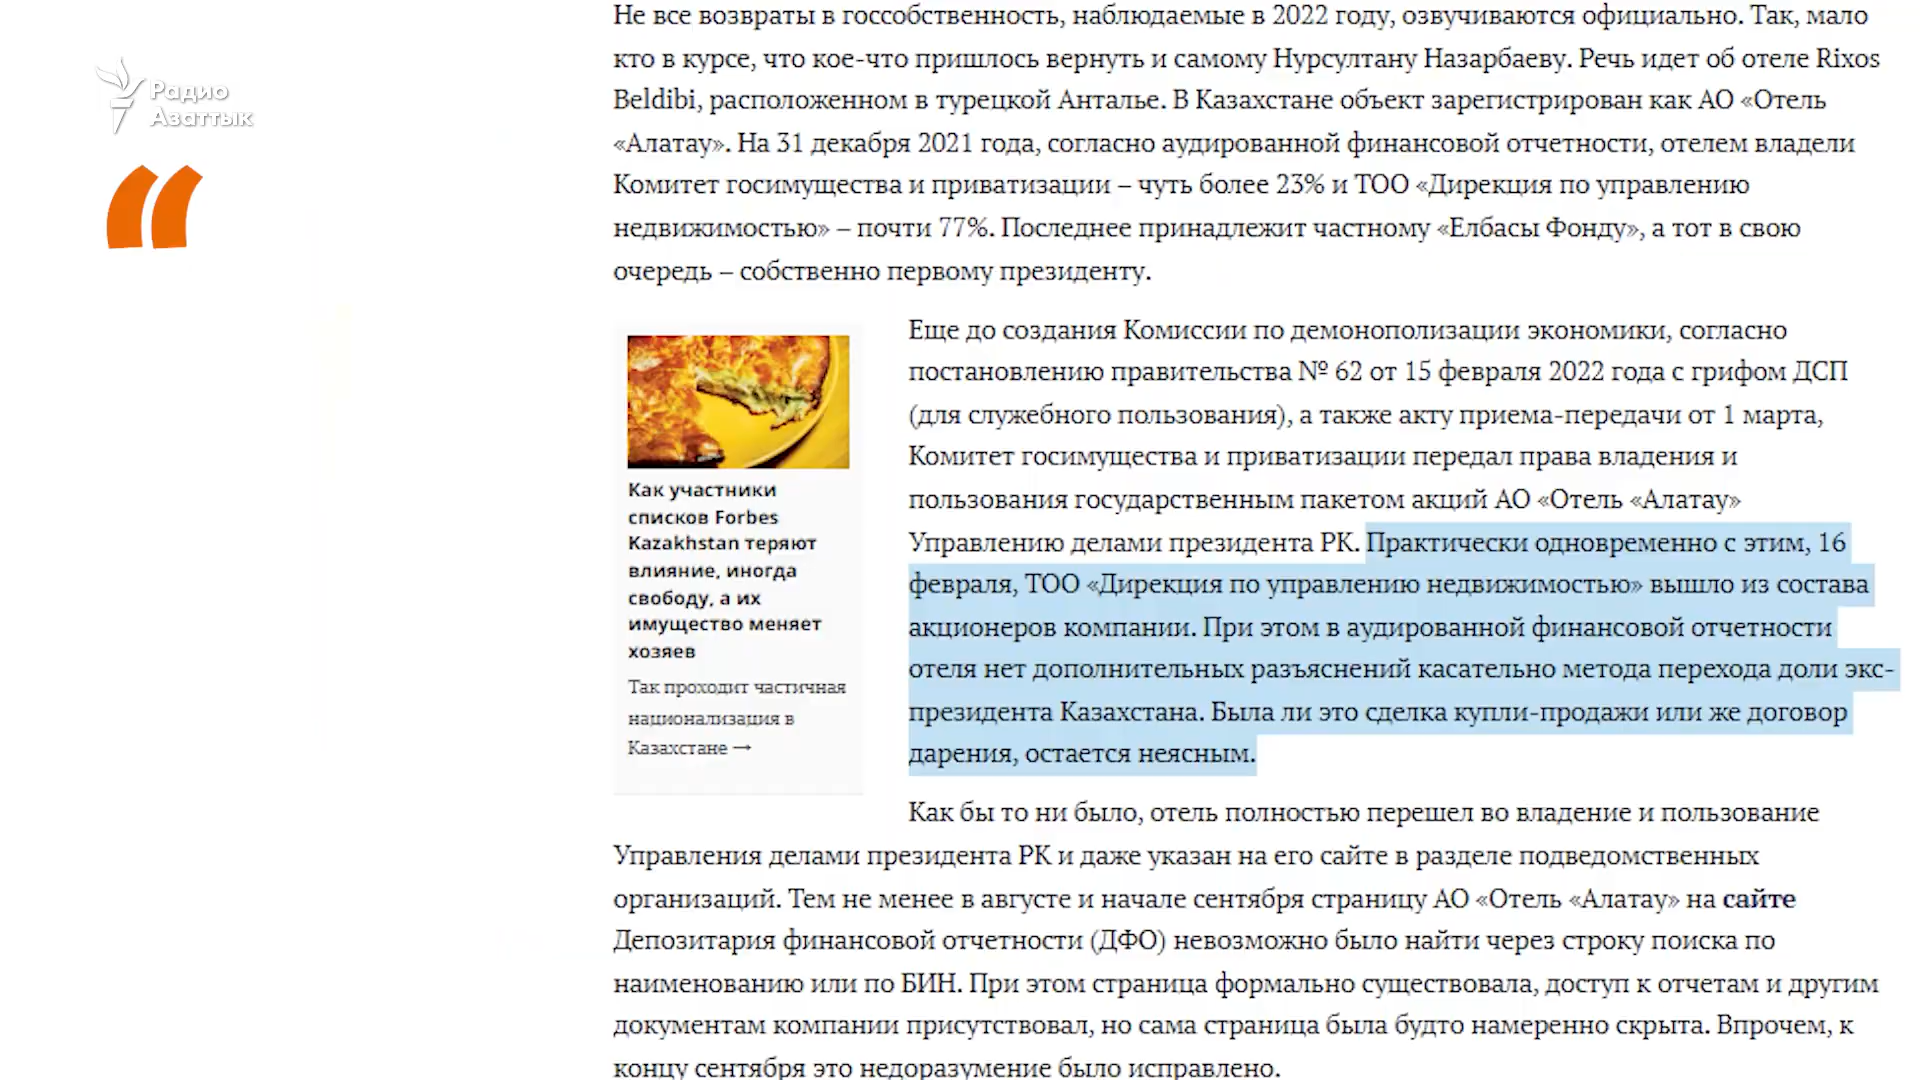 Радио
Азаттык
Не все возвраты в госсобственность, наблюдаемые в 2022 году, озвучиваются официально. Так, мало
кто в курсе, что кое-что пришлось вернуть и самому Нурсултану Назарбаеву. Речь идет об отеле Rixos
Beldibi, расположенном в турецкой Анталье. В Казахстане объект зарегистрирован как АО «Отель
«Алатау». На 31 декабря 2021 года, согласно аудированной финансовой отчетности, отелем владели
Комитет госимущества и приватизации – чуть более 23% и ТОО «Дирекция по управлению
недвижимостью» – почти 77%. Последнее принадлежит частному «Елбасы Фонду», а тот в свою
очередь – собственно первому президенту.
Как участники
списков Forbes
Kazakhstan теряют
влияние, иногда
свободу, а их
имущество меняет
хозяев
Так проходит частичная
национализация в
Казахстане →
Еще до создания Комиссии по демонополизации экономики, согласно
постановлению правительства № 62 от 15 февраля 2022 года с грифом ДСП
(для служебного пользования), а также акту приема-передачи от 1 марта,
Комитет госимущества и приватизации передал права владения и
пользования государственным пакетом акций АО «Отель «Алатау»
Управлению делами президента РК. Практически одновременно с этим, 16
февраля, ТОО «Дирекция по управлению недвижимостью» вышло из состава
акционеров компании. При этом в аудированной финансовой отчетности
отеля нет дополнительных разъяснений касательно метода перехода доли экс-
президента Казахстана. Была ли это сделка купли-продажи или же договор
дарения, остается неясным.
Как бы то ни было, отель полностью перешел во владение и пользование
Управления делами президента РК и даже указан на его сайте в разделе подведомственных
организаций. Тем не менее в августе и начале сентября страницу АО «Отель «Алатау» на сайте
Депозитария финансовой отчетности (ДФО) невозможно было найти через строку поиска по
наименованию или по БИН. При этом страница формально существовала, доступ к отчетам и другим
документам компании присутствовал, но сама страница была будто намеренно скрыта. Впрочем, к
концу сентября это недоразумение было исправлено.